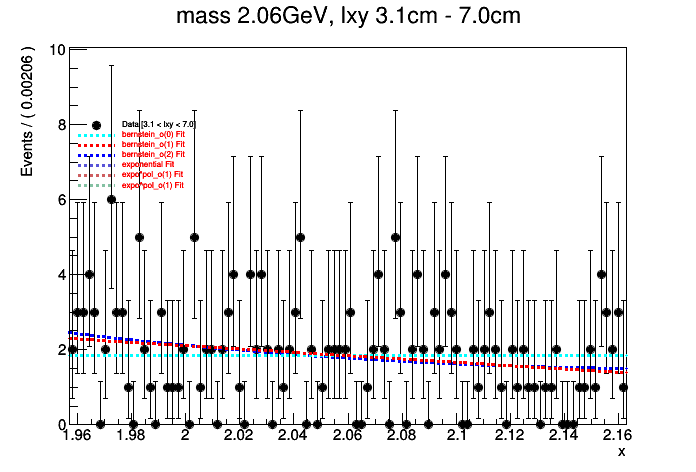 mass 2.06GeV, lxy 3.1cm - 7.0cm
Events / ( 0.00206 )
10
8
6
4
2
0
Data [3.1 < lxy < 7.0]
bernstein_o(0) Fit
bernstein_o(1) Fit
bernstein_o(2) Fit
exponential Fit
expo*pol_o(1) Fit
expo*pol_o(1) Fit
1.96 1.98 2 2.02 2.04 2.06 2.08 2.1 2.12 2.14 2.16
x